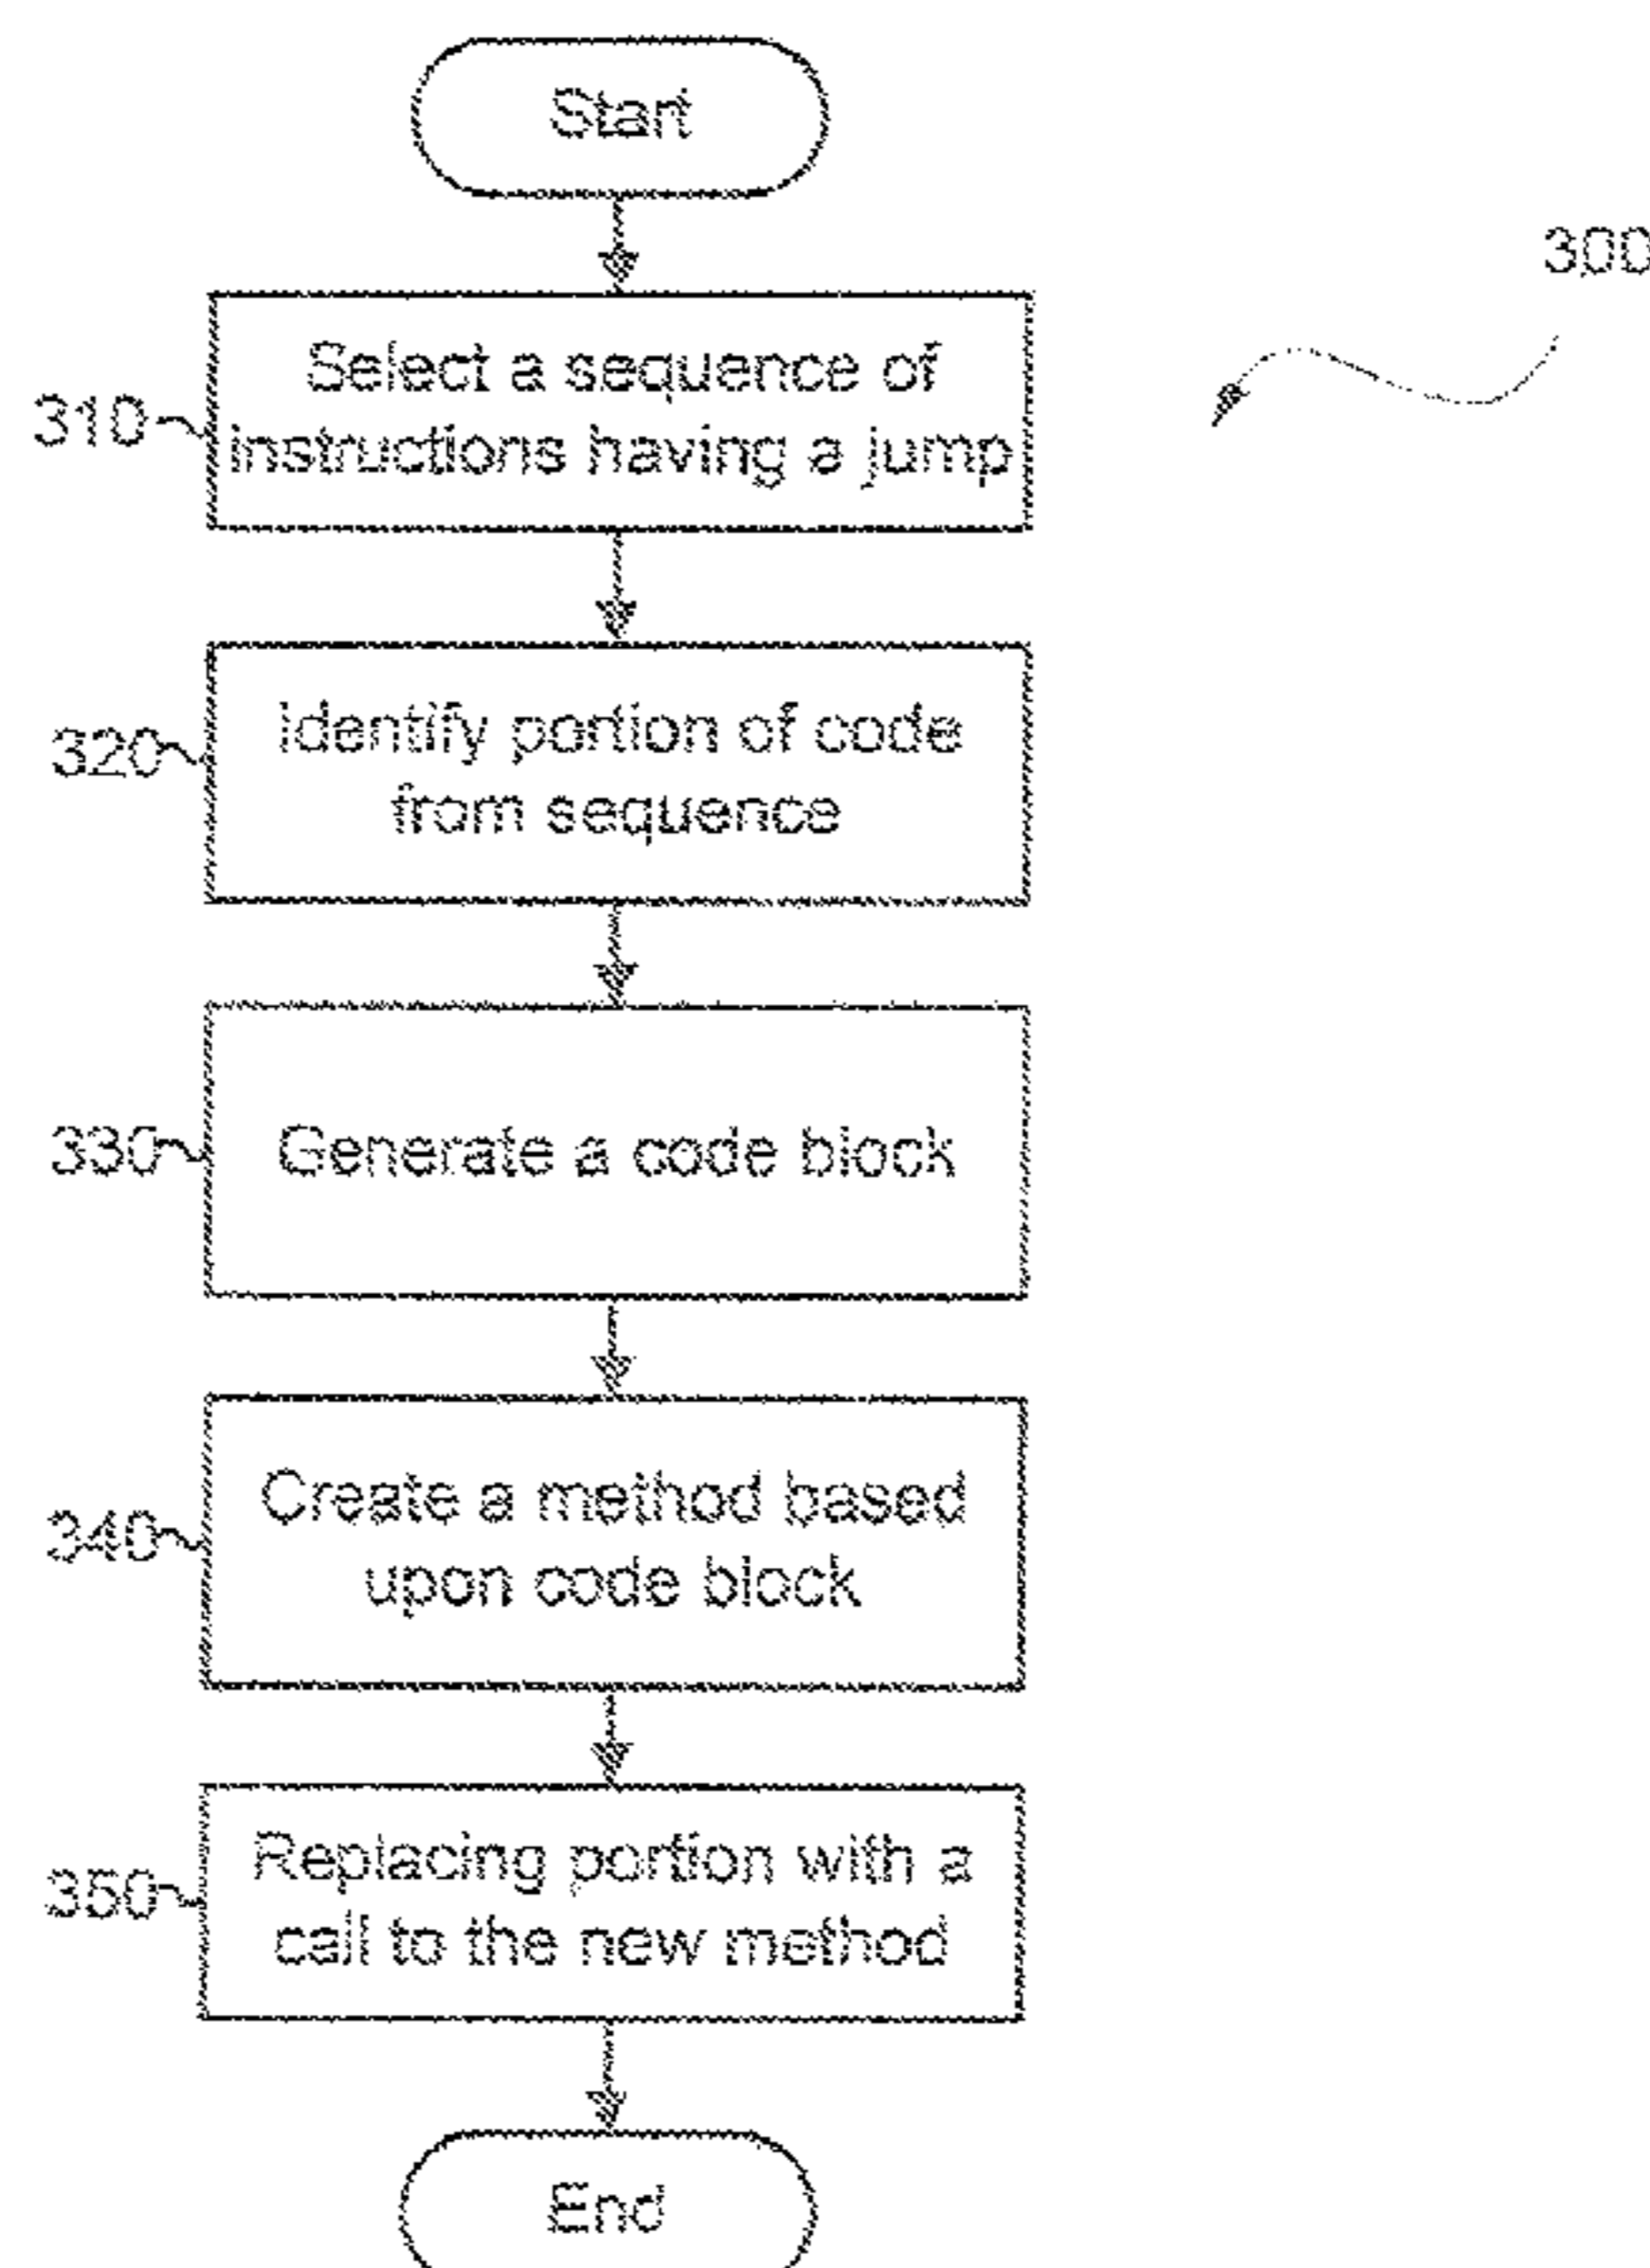 Start
300
Select a sequence of
instructions having a jump
310
Identify portion of code
from sequence
320
Generate a code block
330
Create a method based
upon code block
340
Replacing portion with a
call to the new method
350
End